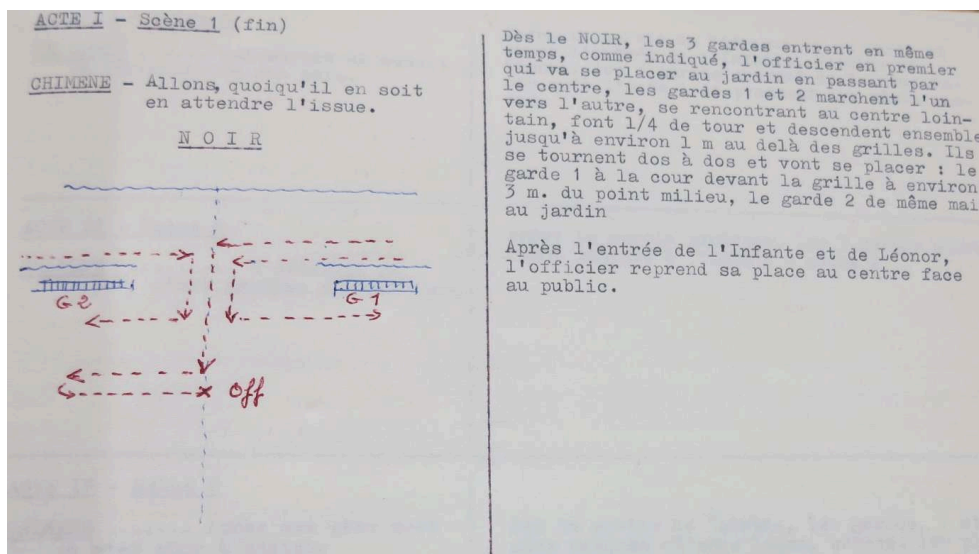 ACTE I - Scène 1 (fin)
CHIMENE - Allons, quoiqu'il en soit
en attendre l'issue.
N O I R
G2
G1
Off
Dès le NOIR, les 3 gardes entrent en même
temps, comme indiqué, l'officier en premier
qui va se placer au jardin en passant par
le centre, les gardes 1 et 2 marchent l'un
vers l'autre, se rencontrant au centre loin-
tain, font 1/4 de tour et descendent ensemble
jusqu'à environ 1 m au delà des grilles. Ils
se tournent dos à dos et vont se placer : le
garde 1 à la cour devant la grille à environ
3 m. du point milieu, le garde 2 de même mai
au jardin
Après l'entrée de l'Infante et de Léonor,
l'officier reprend sa place au centre face
au public.